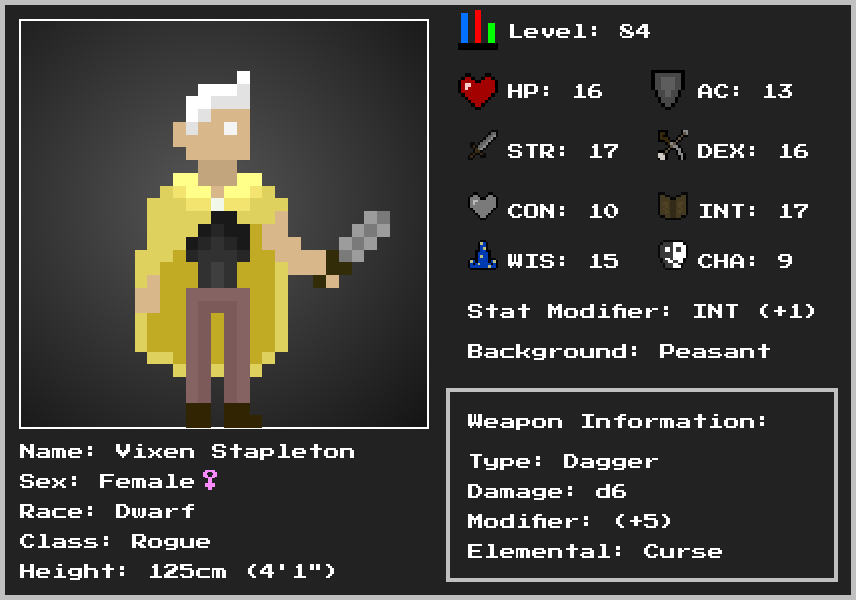 Level: 84
HP: 16
AC: 13
STR: 17
DEX: 16
CON: 10
INT: 17
WIS: 15
CHA: 9
Stat Modifier: INT (+1)
Background: Peasant
Weapon Information:
Type: Dagger
Damage: d6
Modifier: (+5)
Elemental: Curse
Name: Vixen Stapleton
Sex: Female♀
Race: Dwarf
Class: Rogue
Height: 125cm (4'1")